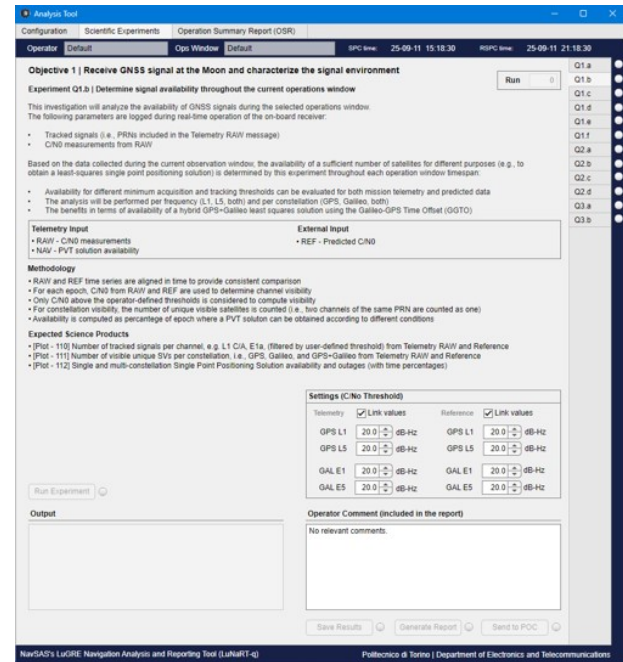 Analysis Tool
Configuration Scientific Experiments Operation Summary Report (OSR)
Operator Default Ops Window Default SPC time: 25-09-11 15:18:30 RSPC time: 25-09-11 21:18:30
Objective 1 | Receive GNSS signal at the Moon and characterize the signal environment
Run 0
Experiment Q1.b | Determine signal availability throughout the current operations window
This investigation will analyze the availability of GNSS signals during the selected operations window.
The following parameters are logged during real-time operation of the on-board receiver:
• Tracked signals (i.e., PRNs included in the Telemetry RAW message)
• C/N0 measurements from RAW
Based on the data collected during the current observation window, the availability of a sufficient number of satellites for different purposes (e.g., to
obtain a least-squares single point positioning solution) is determined by this experiment throughout each operation window timespan:
• Availability for different minimum acquisition and tracking thresholds can be evaluated for both mission telemetry and predicted data
• The analysis will be performed per frequency (L1, L5, both) and per constellation (GPS, Galileo, both)
• The benefits in terms of availability of a hybrid GPS+Galileo least squares solution using the Galileo-GPS Time Offset (GGTO)
Telemetry Input External Input
• RAW - C/N0 measurements • REF - Predicted C/N0
• NAV - PVT solution availability
Methodology
• RAW and REF time series are aligned in time to provide consistent comparison
• For each epoch, C/N0 from RAW and REF are used to determine channel visibility
• Only C/N0 above the operator-defined thresholds is considered to compute visibility
• For constellation visibility, the number of unique visible satellites is counted (i.e., two channels of the same PRN are counted as one)
• Availability is computed as percentege of epoch where a PVT soluton can be obtained according to different conditions
Expected Science Products
• [Plot - 110] Number of tracked signals per channel, e.g. L1 C/A, E1a, (filtered by user-defined threshold) from Telemetry RAW and Reference
• [Plot - 111] Number of visible unique SVs per constellation, i.e., GPS, Galileo, and GPS+Galileo from Telemetry RAW and Reference
• [Plot - 112] Single and multi-constellation Single Point Positioning Solution availability and outages (with time percentages)
Settings (C/No Threshold)
Telemetry Link values Reference Link values
GPS L1 20.0 dB-Hz GPS L1 20.0 dB-Hz
GPS L5 20.0 dB-Hz GPS L5 20.0 dB-Hz
GAL E1 20.0 dB-Hz GAL E1 20.0 dB-Hz
GAL E5 20.0 dB-Hz GAL E5 20.0 dB-Hz
Run Experiment
Output
Operator Comment (included in the report)
No relevant comments.
Save Results Generate Report Send to POC
Q1.a
Q1.b
Q1.c
Q1.d
Q1.e
Q1.f
Q2.a
Q2.b
Q2.c
Q2.d
Q3.a
Q3.b
NavSAS's LuGRE Navigation Analysis and Reporting Tool (LuNaRT-q) Politecnico di Torino | Department of Electronics and Telecommunications